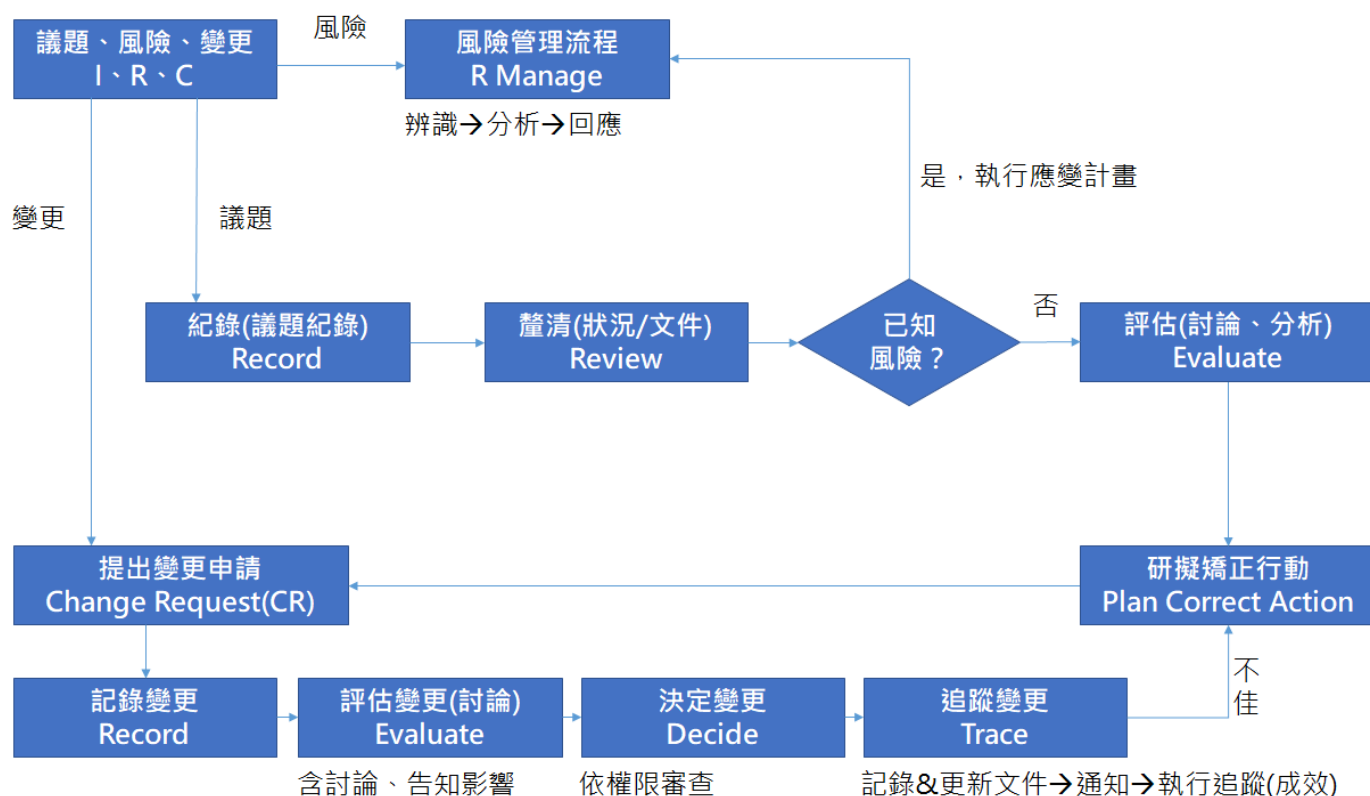 議題、風險、變更
I、R、C
風險
風險管理流程
R Manage
辨識→分析→回應
是，執行應變計畫
變更
議題
紀錄(議題紀錄)
Record
釐清(狀況/文件)
Review
已知
風險？
否
評估(討論、分析)
Evaluate
提出變更申請
Change Request(CR)
研擬矯正行動
Plan Correct Action
不
佳
記錄變更
Record
評估變更(討論)
Evaluate
決定變更
Decide
追蹤變更
Trace
含討論、告知影響
依權限審查
記錄&更新文件→通知→執行追蹤(成效)